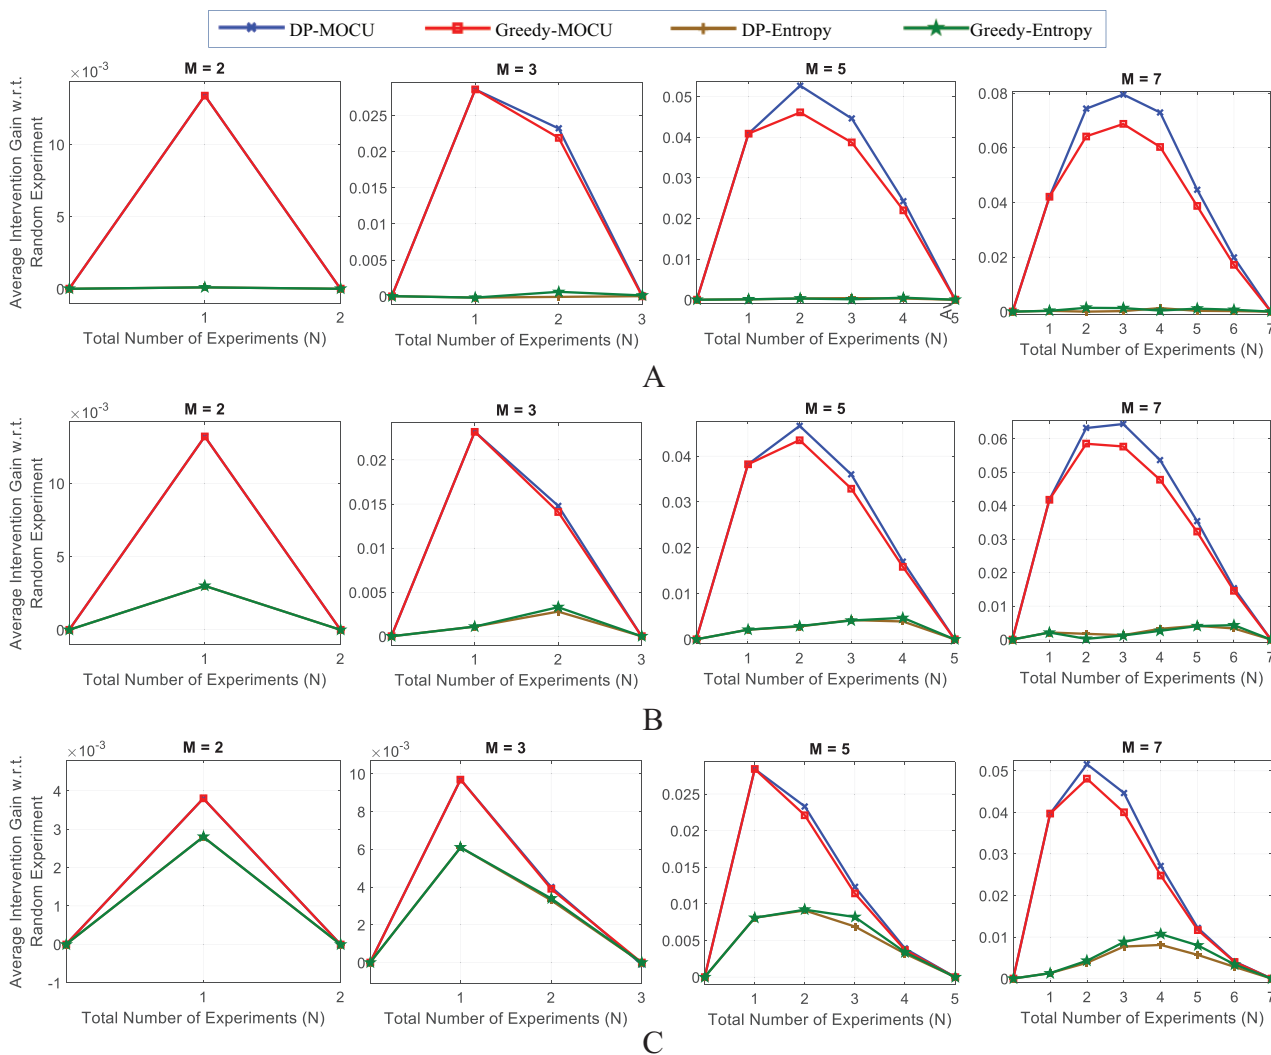 DP-MOCU Greedy-MOCU DP-Entropy Greedy-Entropy
×10⁻³ M = 2 M = 3 M = 5 M = 7
Average Intervention Gain w.r.t.
Random Experiment
10
5
0
1 2
Total Number of Experiments (N)
0.025
0.02
0.015
0.01
0.005
0
1 2 3
Total Number of Experiments (N)
0.05
0.04
0.03
0.02
0.01
0
Av
1 2 3 4 5
Total Number of Experiments (N)
0.08
0.06
0.04
0.02
0
1 2 3 4 5 6 7
Total Number of Experiments (N)
A
×10⁻³ M = 2 M = 3 M = 5 M = 7
Average Intervention Gain w.r.t.
Random Experiment
10
5
0
1 2
Total Number of Experiments (N)
0.02
0.015
0.01
0.005
0
1 2 3
Total Number of Experiments (N)
0.04
0.03
0.02
0.01
0
1 2 3 4 5
Total Number of Experiments (N)
0.06
0.05
0.04
0.03
0.02
0.01
0
1 2 3 4 5 6 7
Total Number of Experiments (N)
B
×10⁻³ M = 2 ×10⁻³ M = 3 M = 5 M = 7
Average Intervention Gain w.r.t.
Random Experiment
4
3
2
1
0
-1
1 2
Total Number of Experiments (N)
10
8
6
4
2
0
1 2 3
Total Number of Experiments (N)
0.025
0.02
0.015
0.01
0.005
0
1 2 3 4 5
Total Number of Experiments (N)
0.05
0.04
0.03
0.02
0.01
0
1 2 3 4 5 6 7
Total Number of Experiments (N)
C